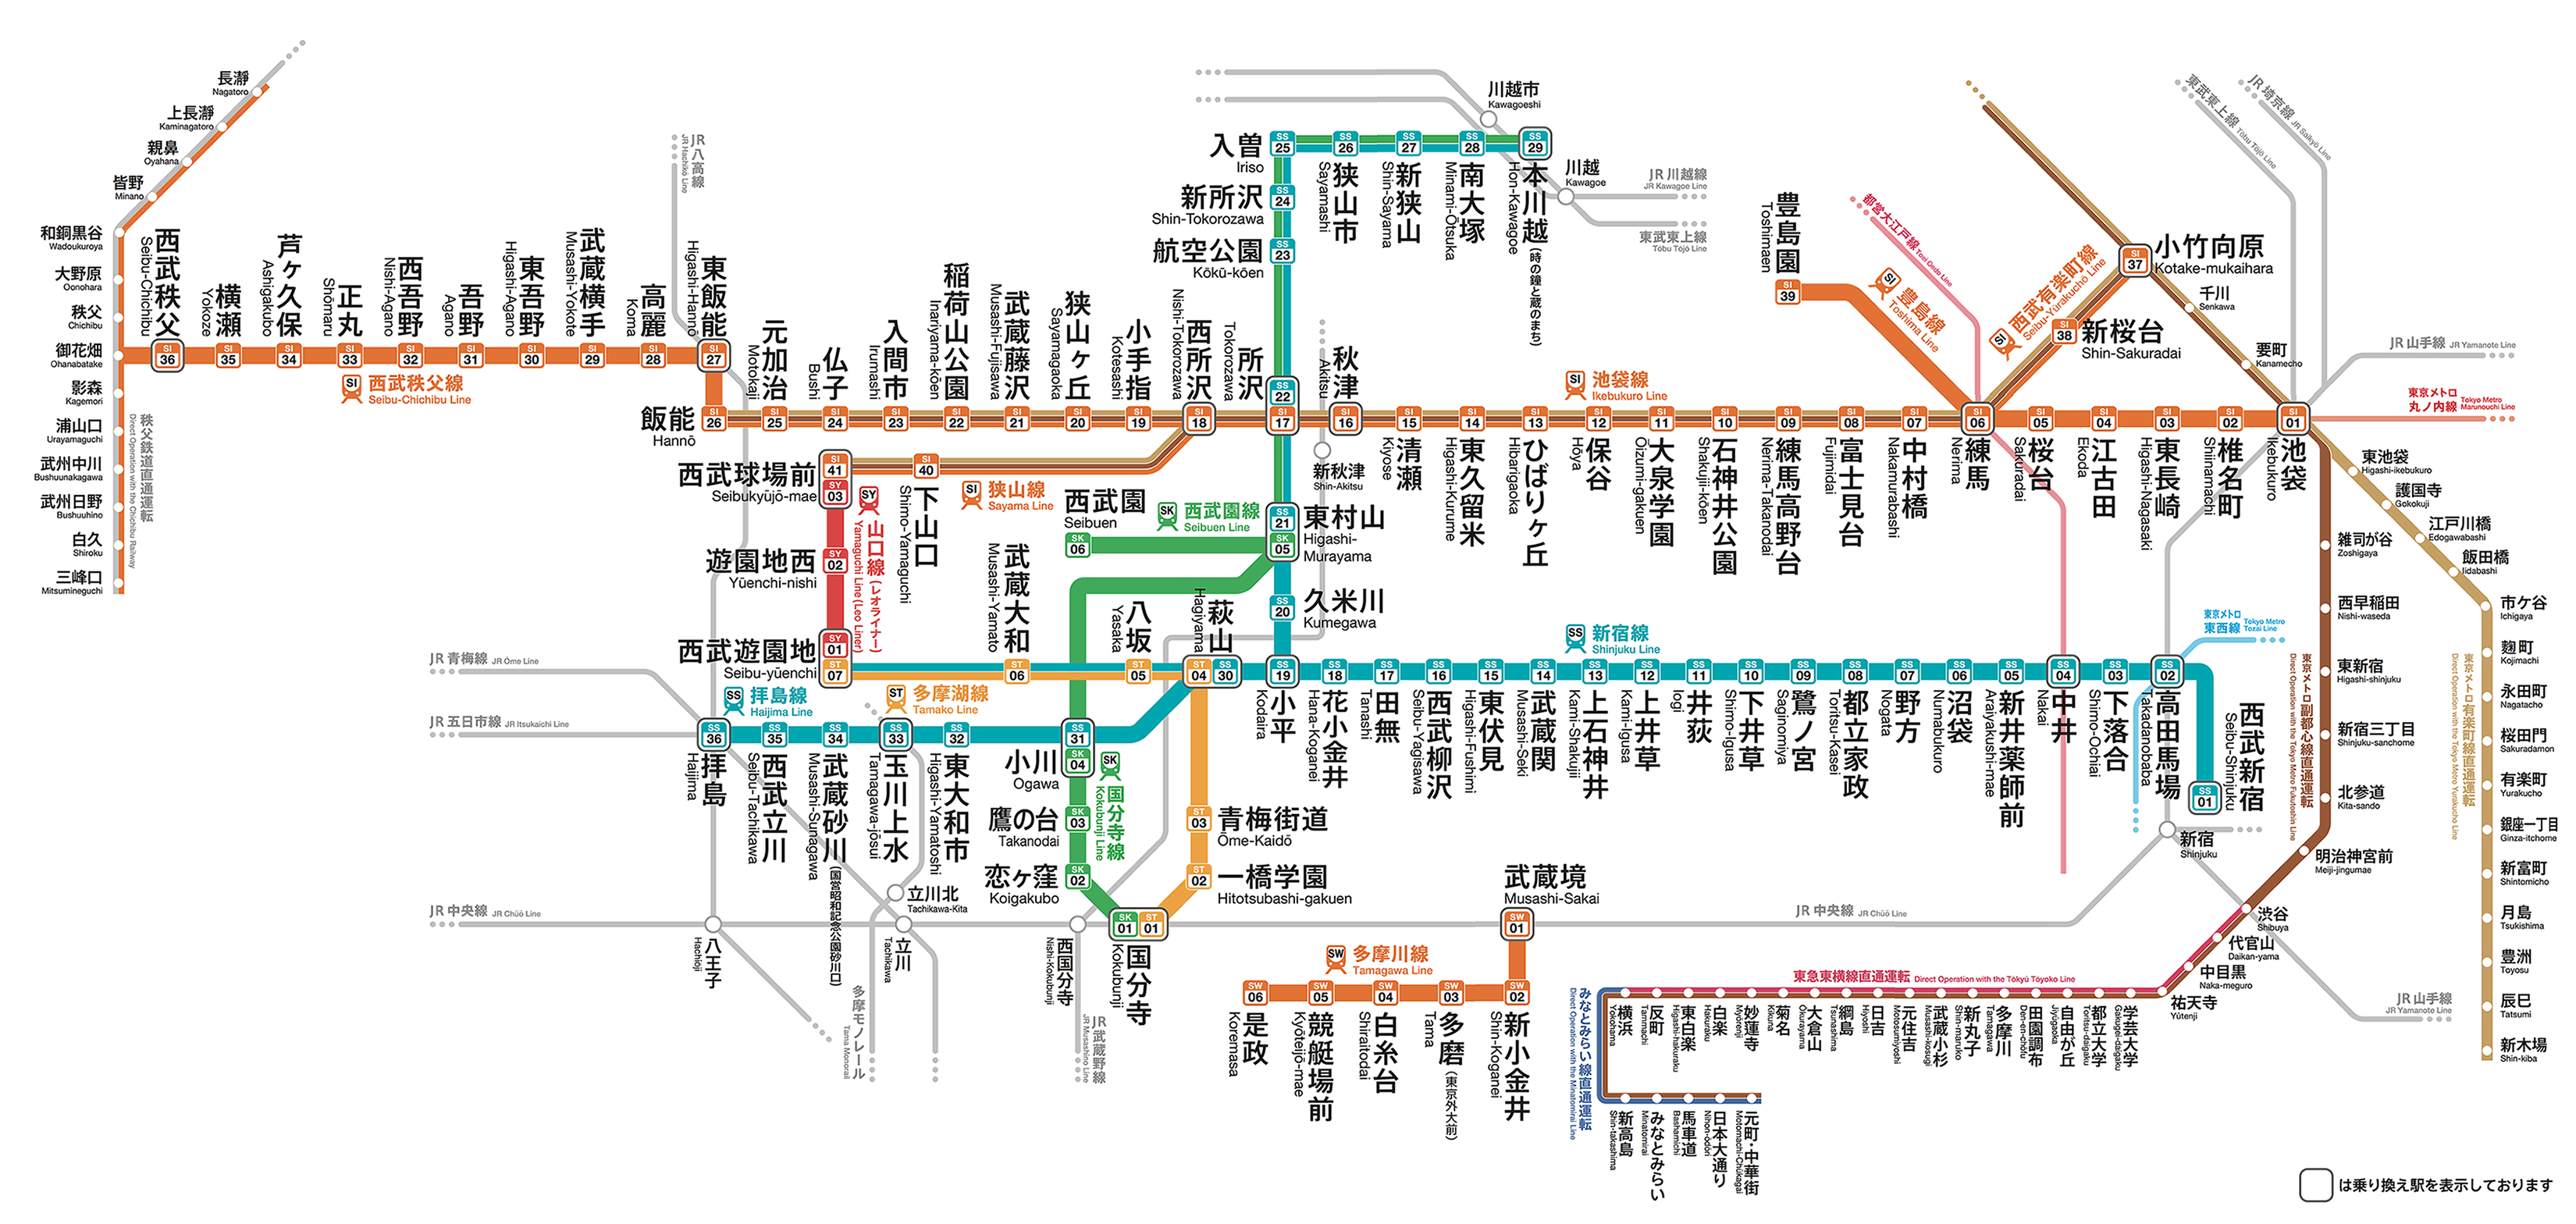 長瀞
Nagatoro
上長瀞
Kaminagatoro
親鼻
Oyahana
皆野
Minano
和銅黒谷
Wadoukuroya
大野原
Oonohara
秩父
Chichibu
御花畑
Ohanabatake
影森
Kagemori
浦山口
Urayamaguchi
武州中川
Bushuunakagawa
武州日野
Bushuuhino
白久
Shiroku
三峰口
Mitsumineguchi
秩父鉄道直通運転
Direct Operation with the Chichibu Railway
西武秩父
Seibu-Chichibu
SI 36
横瀬
Yokoze
SI 35
芦ヶ久保
Ashigakubo
SI 34
正丸
Shōmaru
SI 33
西吾野
Nishi-Agano
SI 32
吾野
Agano
SI 31
東吾野
Higashi-Agano
SI 30
武蔵横手
Musashi-Yokote
SI 29
高麗
Koma
SI 28
東飯能
Higashi-Hannō
SI 27
SI 西武秩父線
Seibu-Chichibu Line
JR八高線
JR Hachikō Line
飯能
Hannō
SI 26
元加治
Motokaji
SI 25
仏子
Bushi
SI 24
入間市
Irumashi
SI 23
稲荷山公園
Inariyama-kōen
SI 22
武蔵藤沢
Musashi-Fujisawa
SI 21
狭山ヶ丘
Sayamagaoka
SI 20
小手指
Kotesashi
SI 19
西所沢
Nishi-Tokorozawa
SI 18
所沢
Tokorozawa
SS 22
SI 17
秋津
Akitsu
SI 16
新秋津
Shin-Akitsu
清瀬
Kiyose
SI 15
東久留米
Higashi-Kurume
SI 14
ひばりヶ丘
Hibarigaoka
SI 13
保谷
Hōya
SI 12
大泉学園
Ōizumi-gakuen
SI 11
石神井公園
Shakujii-kōen
SI 10
練馬高野台
Nerima-Takanodai
SI 09
富士見台
Fujimidai
SI 08
中村橋
Nakamurabashi
SI 07
練馬
Nerima
SI 06
桜台
Sakuradai
SI 05
江古田
Ekoda
SI 04
東長崎
Higashi-Nagasaki
SI 03
椎名町
Shiinamachi
SI 02
池袋
Ikebukuro
SI 01
SI 池袋線
Ikebukuro Line
入曽
Iriso
SS 25
狭山市
Sayamashi
SS 26
新狭山
Shin-Sayama
SS 27
南大塚
Minami-Ōtsuka
SS 28
本川越(時の鐘と蔵のまち)
Hon-Kawagoe
SS 29
川越市
Kawagoeshi
川越
Kawagoe
JR 川越線
JR Kawagoe Line
東武東上線
Tōbu Tōjō Line
新所沢
Shin-Tokorozawa
SS 24
航空公園
Kōkū-kōen
SS 23
豊島園
Toshimaen
SI 39
SI 豊島線
Toshima Line
都営大江戸線 Toei Ōedo Line
SI 西武有楽町線
Seibu-Yūrakuchō Line
小竹向原
Kotake-mukaihara
SI 37
新桜台
Shin-Sakuradai
SI 38
千川
Senkawa
要町
Kanamecho
東武東上線 Tōbu Tōjō Line
JR 埼京線 JR Saikyō Line
JR 山手線 JR Yamanote Line
東京メトロ
丸ノ内線
Tokyo Metro
Marunouchi Line
西武球場前
Seibukyūjō-mae
SI 41
SY 03
下山口
Shimo-Yamaguchi
SI 40
SI 狭山線
Sayama Line
SY 山口線(レオライナー)
Yamaguchi Line (Leo Liner)
遊園地西
Yūenchi-nishi
SY 02
西武遊園地
Seibu-yūenchi
SY 01
ST 07
西武園
Seibuen
SK 06
SK 西武園線
Seibuen Line
東村山
Higashi-
Murayama
SS 21
SK 05
久米川
Kumegawa
SS 20
武蔵大和
Musashi-Yamato
ST 06
八坂
Yasaka
ST 05
萩山
Hagiyama
ST 04
SS 30
ST 多摩湖線
Tamako Line
SS 拝島線
Haijima Line
JR 青梅線 JR Ōme Line
JR 五日市線 JR Itsukaichi Line
JR 中央線 JR Chūō Line
拝島
Haijima
SS 36
西武立川
Seibu-Tachikawa
SS 35
武蔵砂川(国営昭和記念公園砂川口)
Musashi-Sunagawa
SS 34
玉川上水
Tamagawa-jōsui
SS 33
東大和市
Higashi-Yamatoshi
SS 32
小川
Ogawa
SS 31
SK 04
SK 国分寺線
Kokubunji Line
鷹の台
Takanodai
SK 03
恋ヶ窪
Koigakubo
SK 02
青梅街道
Ōme-Kaidō
ST 03
一橋学園
Hitotsubashi-gakuen
ST 02
国分寺
Kokubunji
SK 01
ST 01
八王子
Hachiōji
立川北
Tachikawa-Kita
立川
Tachikawa
多摩モノレール
Tama Monorail
西国分寺
Nishi-Kokubunji
JR武蔵野線
JR Musashino Line
小平
Kodaira
SS 19
花小金井
Hana-Koganei
SS 18
田無
Tanashi
SS 17
西武柳沢
Seibu-Yagisawa
SS 16
東伏見
Higashi-Fushimi
SS 15
武蔵関
Musashi-Seki
SS 14
上石神井
Kami-Shakujii
SS 13
上井草
Kami-Igusa
SS 12
井荻
Iogi
SS 11
下井草
Shimo-Igusa
SS 10
鷺ノ宮
Saginomiya
SS 09
都立家政
Toritsu-Kasei
SS 08
野方
Nogata
SS 07
沼袋
Numabukuro
SS 06
新井薬師前
Araiyakushi-mae
SS 05
中井
Nakai
SS 04
下落合
Shimo-Ochiai
SS 03
高田馬場
Takadanobaba
SS 02
西武新宿
Seibu-Shinjuku
SS 01
SS 新宿線
Shinjuku Line
東京メトロ
東西線
Tokyo Metro
Tozai Line
新宿
Shinjuku
武蔵境
Musashi-Sakai
SW 01
新小金井
Shin-Koganei
SW 02
多磨(東京外大前)
Tama
SW 03
白糸台
Shiraitodai
SW 04
競艇場前
Kyōteijō-mae
SW 05
是政
Koremasa
SW 06
SW 多摩川線
Tamagawa Line
JR 中央線 JR Chūō Line
雑司が谷
Zoshigaya
西早稲田
Nishi-waseda
東新宿
Higashi-shinjuku
新宿三丁目
Shinjuku-sanchome
北参道
Kita-sando
明治神宮前
Meiji-jingumae
渋谷
Shibuya
代官山
Daikan-yama
中目黒
Naka-meguro
祐天寺
Yūtenji
東京メトロ副都心線直通運転
Direct Operation with the Tokyo Metro Fukutoshin Line
東池袋
Higashi-ikebukuro
護国寺
Gokokuji
江戸川橋
Edogawabashi
飯田橋
Iidabashi
市ケ谷
Ichigaya
麹町
Kojimachi
永田町
Nagatacho
桜田門
Sakuradamon
有楽町
Yurakucho
銀座一丁目
Ginza-itchome
新富町
Shintomicho
月島
Tsukishima
豊洲
Toyosu
辰巳
Tatsumi
新木場
Shin-kiba
東京メトロ有楽町線直通運転
Direct Operation with the Tokyo Metro Yurakucho Line
JR 山手線
JR Yamanote Line
東急東横線直通運転 Direct Operation with the Tōkyū Tōyoko Line
学芸大学
Gakugei-daigaku
都立大学
Toritsu-daigaku
自由が丘
Jiyūgaoka
田園調布
Den-en-chōfu
多摩川
Tamagawa
新丸子
Shin-maruko
武蔵小杉
Musashi-kosugi
元住吉
Motosumiyoshi
日吉
Hiyoshi
綱島
Tsunashima
大倉山
Ōkurayama
菊名
Kikuna
妙蓮寺
Myōrenji
白楽
Hakuraku
東白楽
Higashi-hakuraku
反町
Tammachi
横浜
Yokohama
みなとみらい線直通運転
Direct Operation with the Minatomirai Line
新高島
Shin-takashima
みなとみらい
Minatomirai
馬車道
Bashamichi
日本大通り
Nihon-ōdōri
元町・中華街
Motomachi-Chūkagai
は乗り換え駅を表示しております